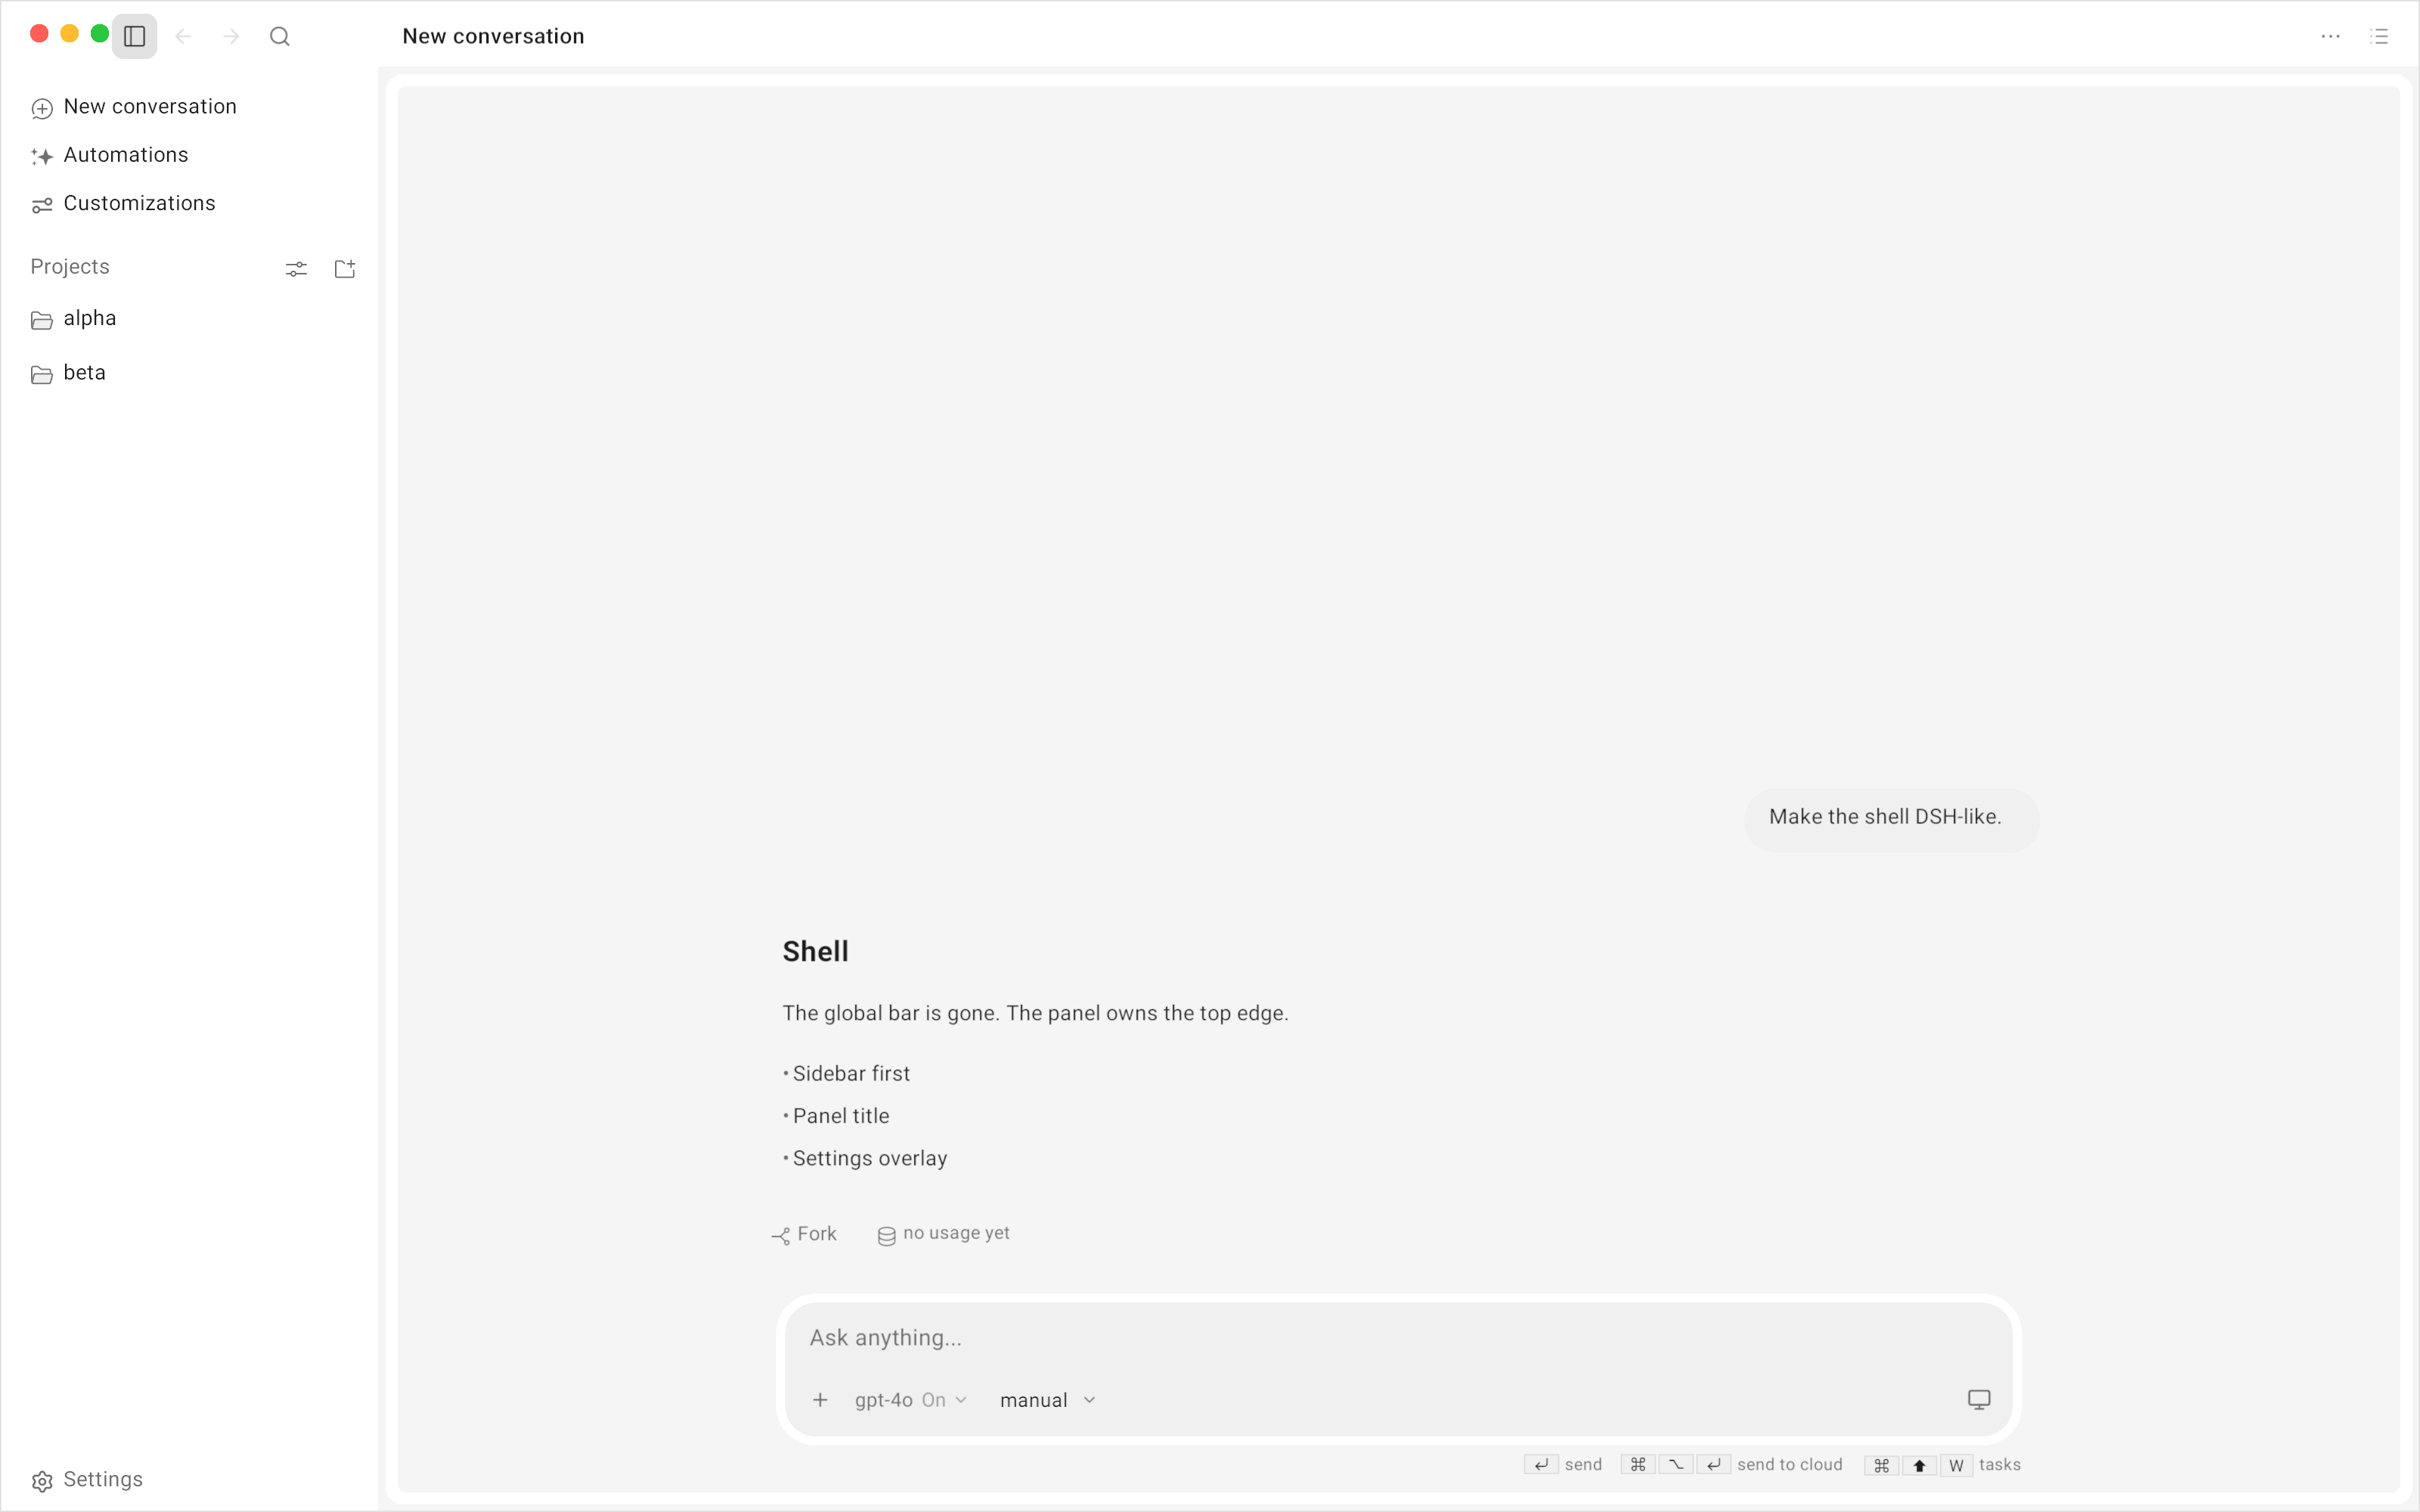 New conversation
New conversation
Automations
Customizations
Projects
alpha
beta
Make the shell DSH-like.
Shell
The global bar is gone. The panel owns the top edge.
• Sidebar first
• Panel title
• Settings overlay
Fork no usage yet
Ask anything...
gpt-4o On manual
send ⌘ ⌥ send to cloud ⌘ W tasks
Settings